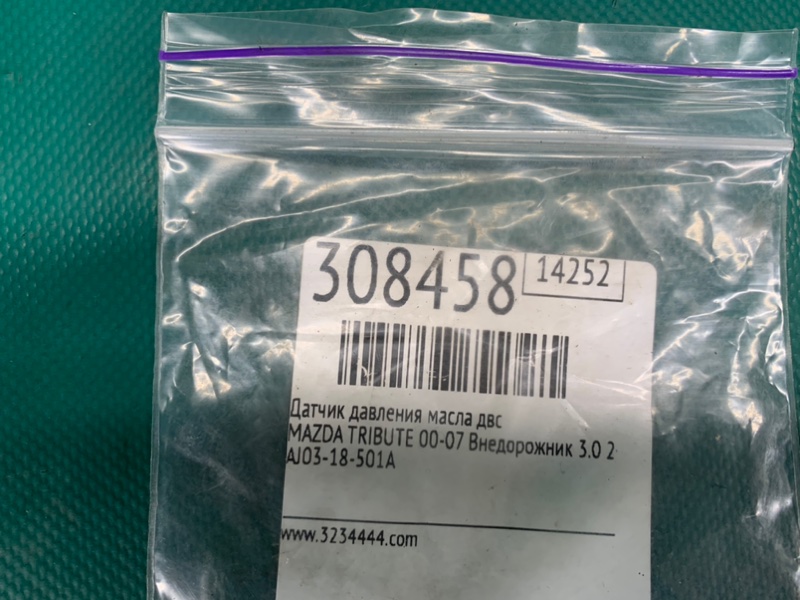 308458
14252
Датчик давления масла двс
MAZDA TRIBUTE 00-07 Внедорожник 3.0 2
AJ03-18-501A
www.3234444.com